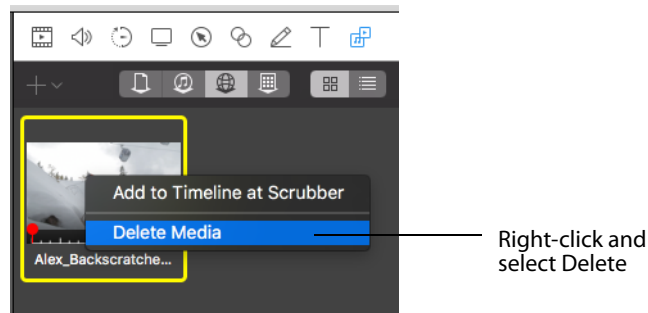 Add to Timeline at Scrubber
Delete Media
Alex_Backscratche...
Right-click and
select Delete